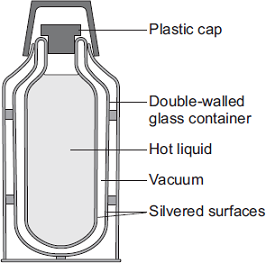 Plastic cap
Double-walled
glass container
Hot liquid
Vacuum
Silvered surfaces